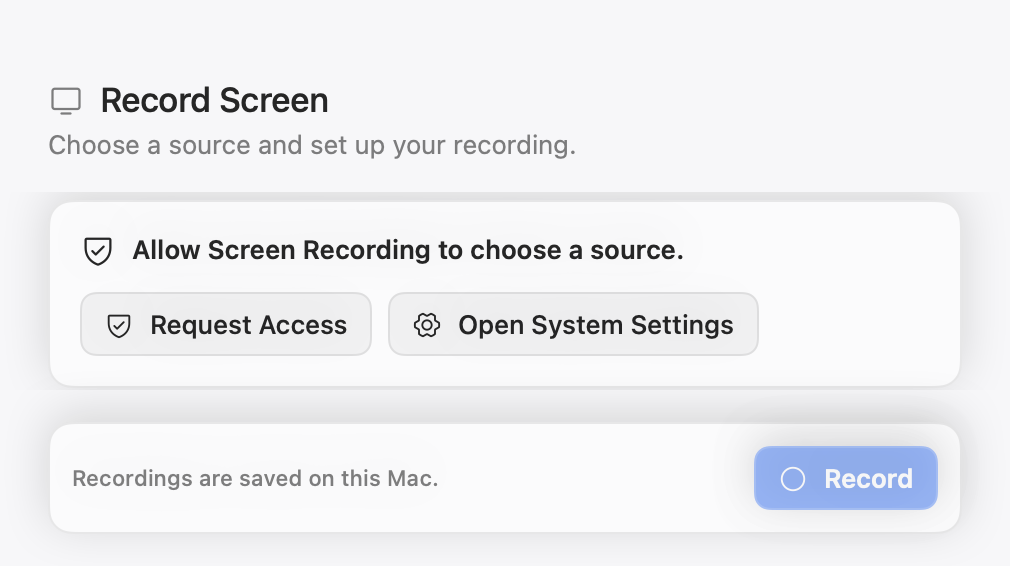 Record Screen
Choose a source and set up your recording.
Allow Screen Recording to choose a source.
Request Access
Open System Settings
Recordings are saved on this Mac.
Record